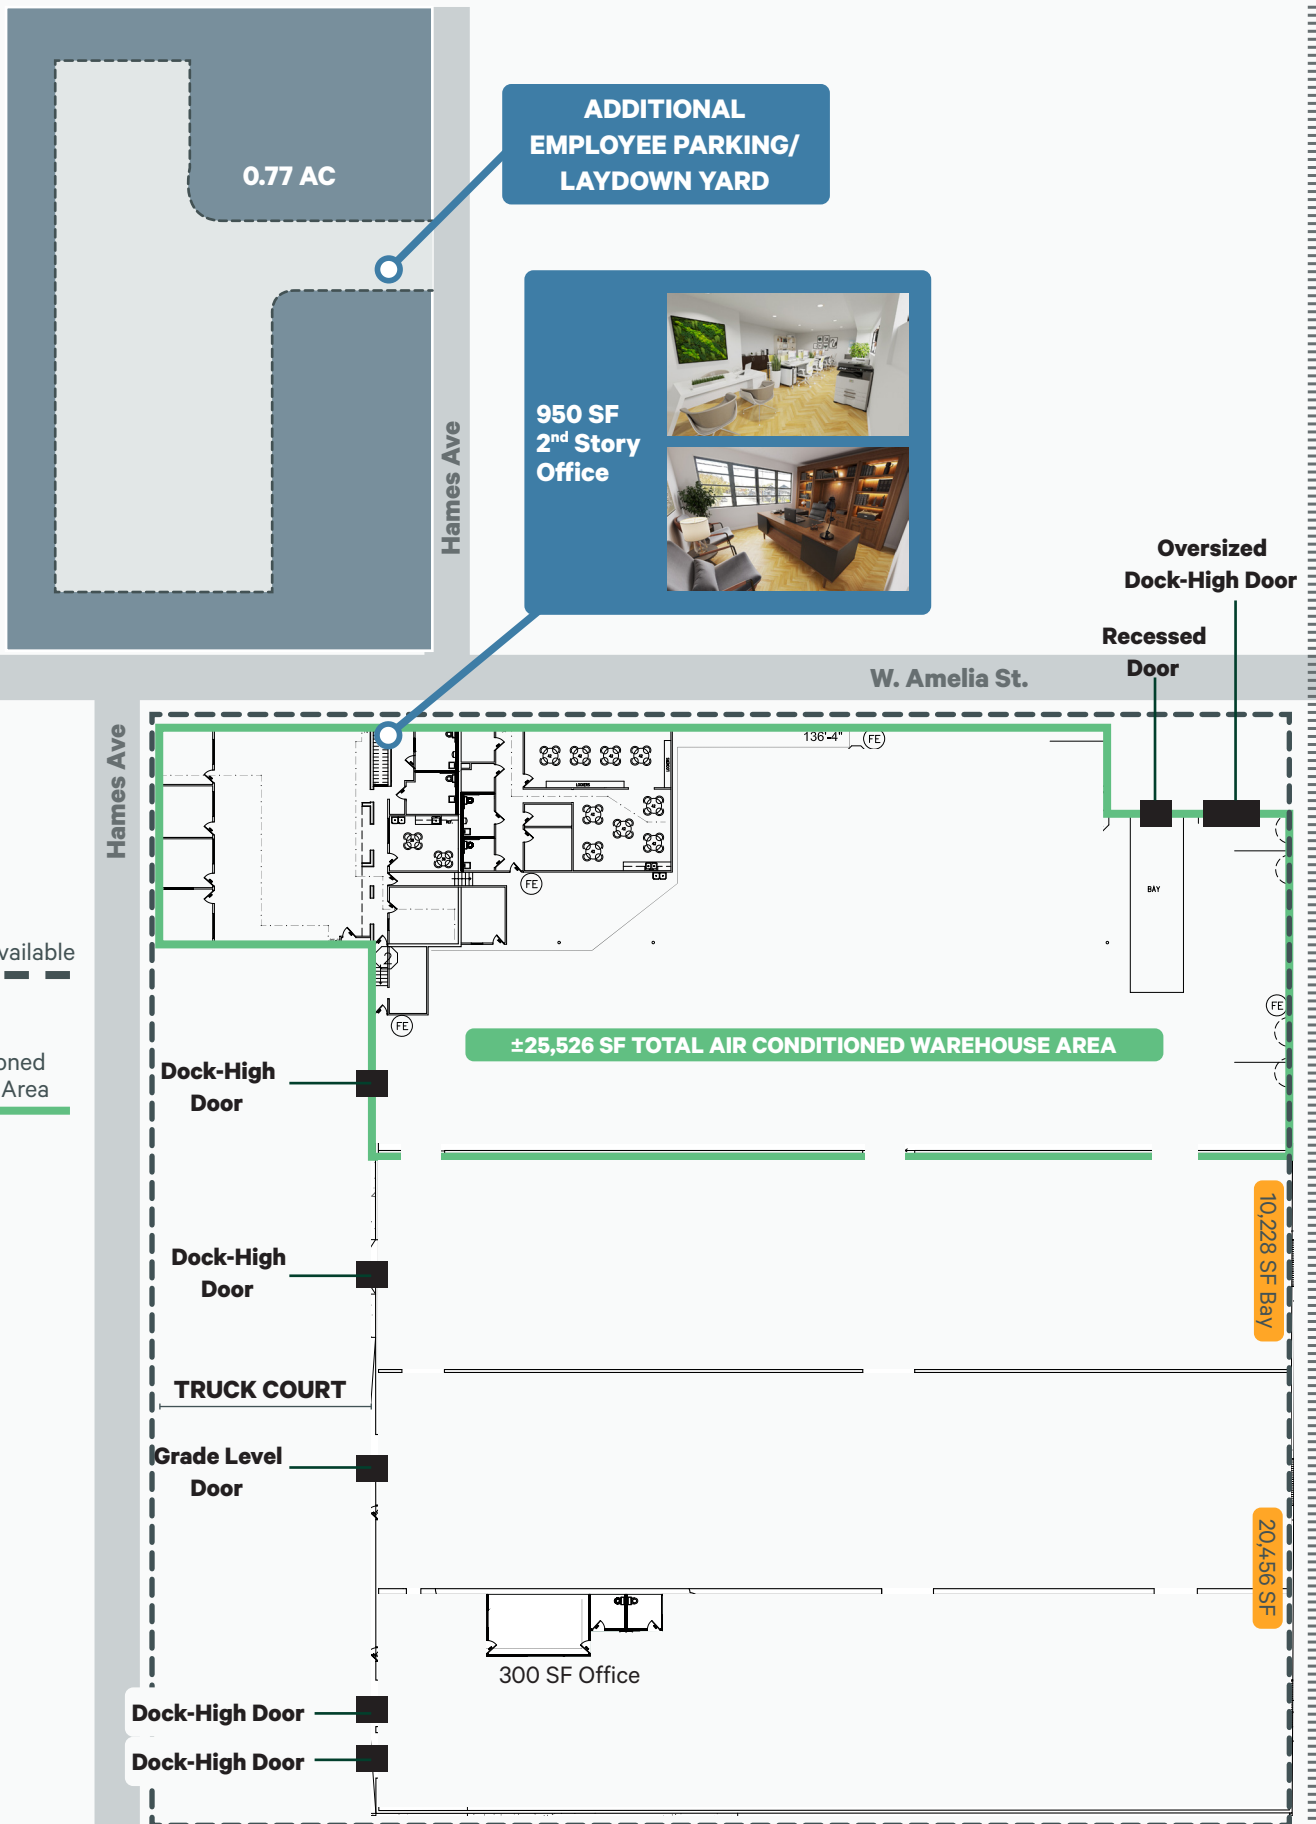 ADDITIONAL
EMPLOYEE PARKING/
LAYDOWN YARD
0.77 AC
Hames Ave
950 SF
2nd Story
Office
Oversized
Dock-High Door
Recessed
Door
W. Amelia St.
Hames Ave
136'-4"
FE
LOCKERS
LOCKERS
BAY
FE
vailable
2
FE
FE
±25,526 SF TOTAL AIR CONDITIONED WAREHOUSE AREA
oned
Area
Dock-High
Door
10,228 SF Bay
Dock-High
Door
TRUCK COURT
Grade Level
Door
20,456 SF
300 SF Office
Dock-High Door
Dock-High Door